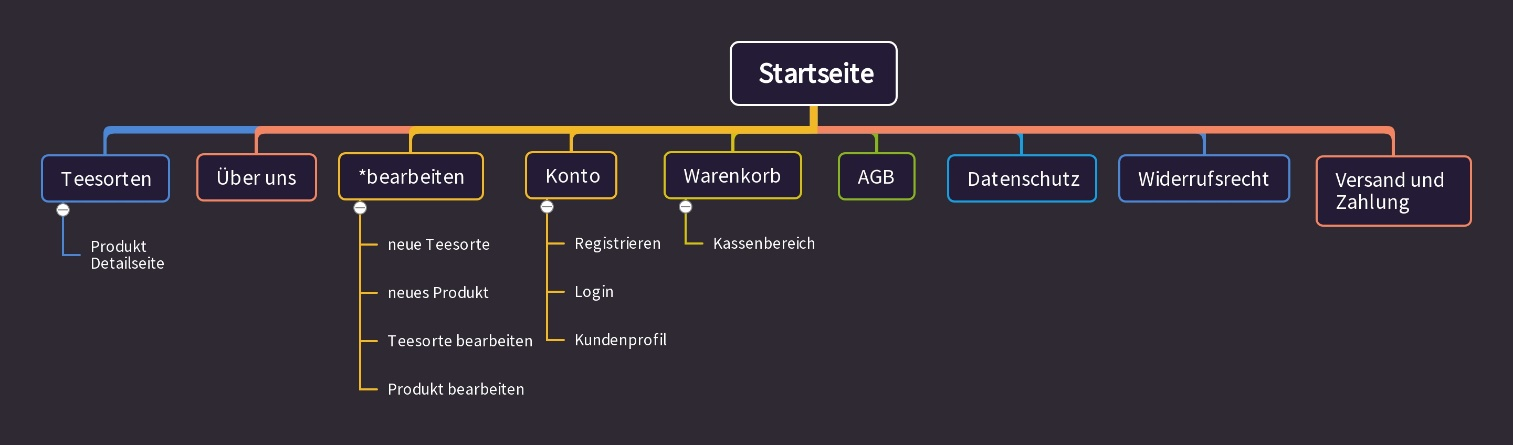 Startseite
Teesorten
Über uns
*bearbeiten
Konto
Warenkorb
AGB
Datenschutz
Widerrufsrecht
Versand und
Zahlung
Produkt
Detailseite
neue Teesorte
neues Produkt
Teesorte bearbeiten
Produkt bearbeiten
Registrieren
Login
Kundenprofil
Kassenbereich